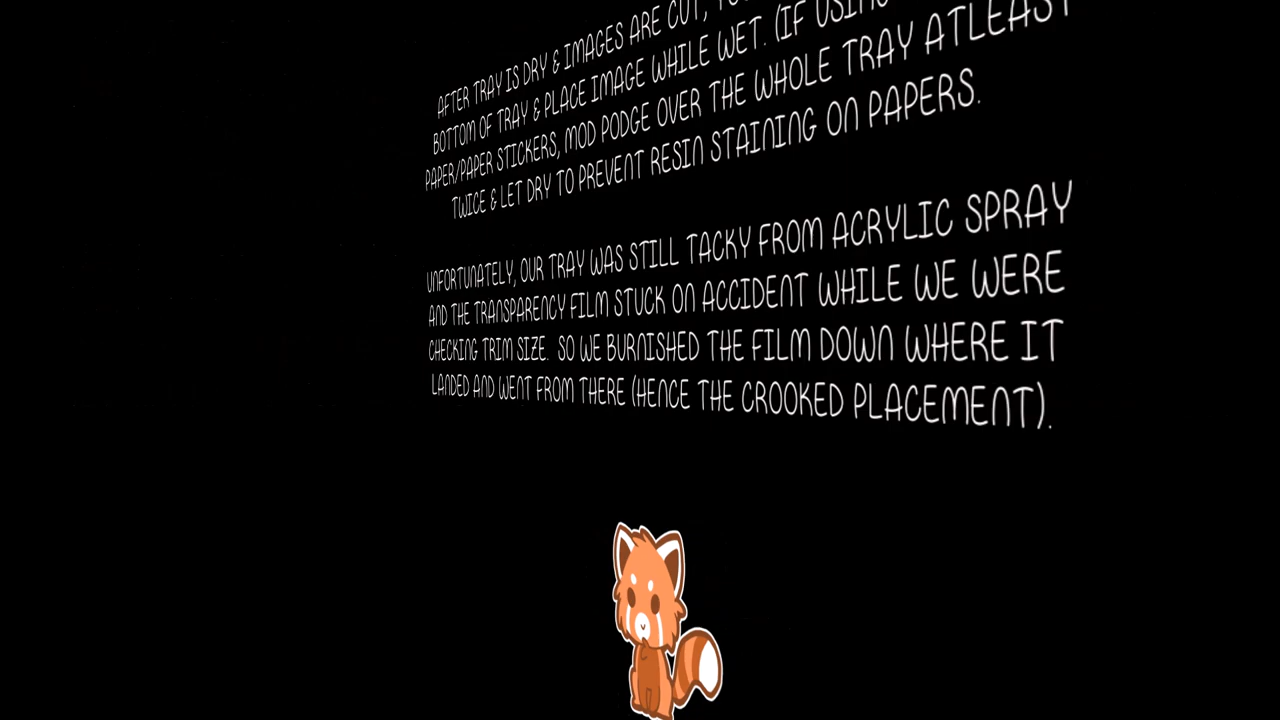 AFTER TRAY IS DRY & IMAGES ARE CUT,
BOTTOM OF TRAY & PLACE IMAGE WHILE WET. (IF USING
PAPER/PAPER STICKERS, MOD PODGE OVER THE WHOLE TRAY ATLEAST
TWICE & LET DRY TO PREVENT RESIN STAINING ON PAPERS.
UNFORTUNATELY, OUR TRAY WAS STILL TACKY FROM ACRYLIC SPRAY
AND THE TRANSPARENCY FILM STUCK ON ACCIDENT WHILE WE WERE
CHECKING TRIM SIZE. SO WE BURNISHED THE FILM DOWN WHERE IT
LANDED AND WENT FROM THERE (HENCE THE CROOKED PLACEMENT).